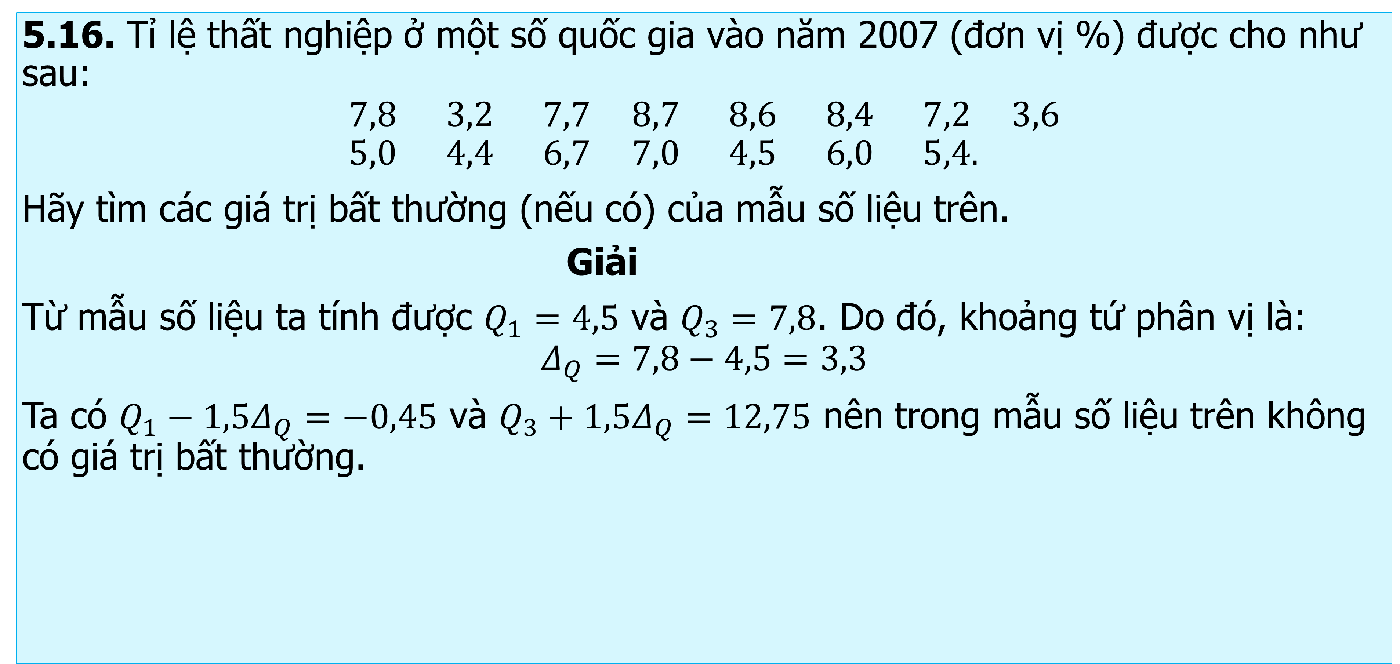 5.16. Tỉ lệ thất nghiệp ở một số quốc gia vào năm 2007 (đơn vị %) được cho như
sau:
7,8 3,2 7,7 8,7 8,6 8,4 7,2 3,6
5,0 4,4 6,7 7,0 4,5 6,0 5,4.
Hãy tìm các giá trị bất thường (nếu có) của mẫu số liệu trên.
Giải
Từ mẫu số liệu ta tính được Q₁ = 4,5 và Q₃ = 7,8. Do đó, khoảng tứ phân vị là:
Δ_Q = 7,8 − 4,5 = 3,3
Ta có Q₁ − 1,5Δ_Q = −0,45 và Q₃ + 1,5Δ_Q = 12,75 nên trong mẫu số liệu trên không
có giá trị bất thường.